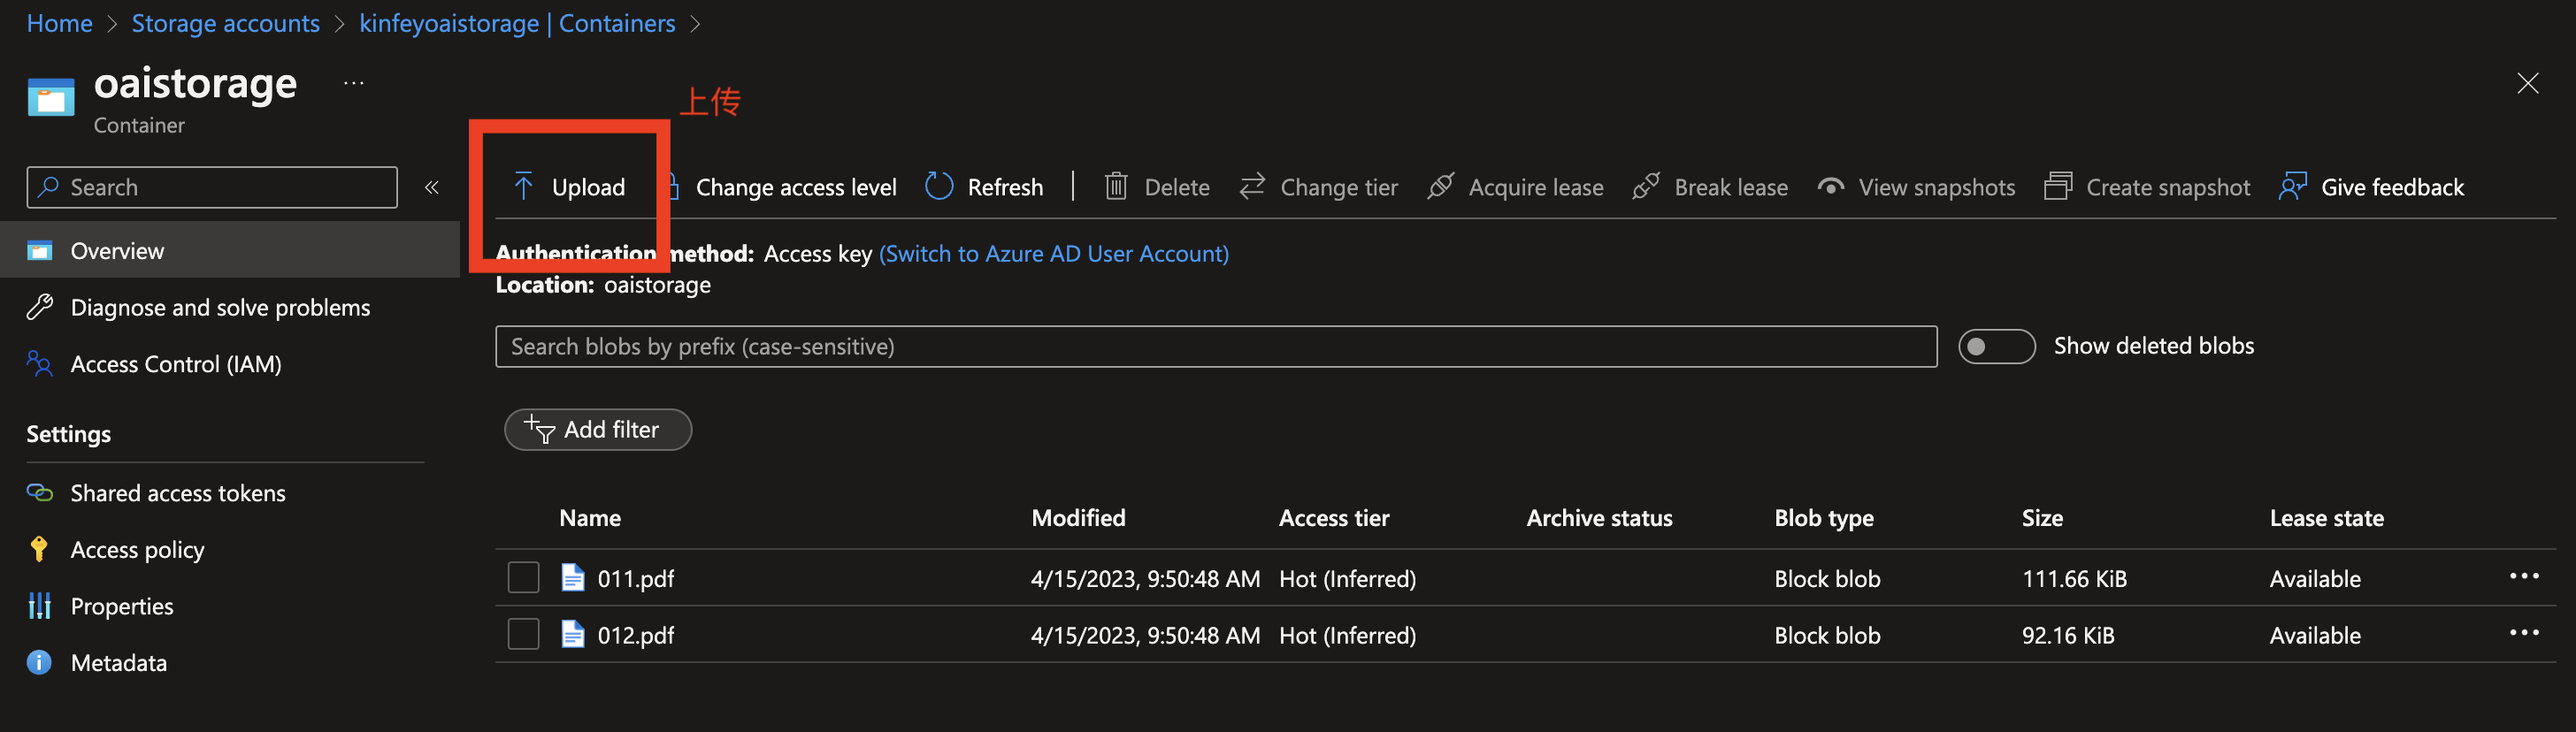 Home > Storage accounts > kinfeyoaistorage | Containers >
oaistorage ...
Container
上传
Search «
Upload Change access level Refresh | Delete Change tier Acquire lease Break lease View snapshots Create snapshot Give feedback
Overview
Diagnose and solve problems
Access Control (IAM)
Settings
Shared access tokens
Access policy
Properties
Metadata
Authentication method: Access key (Switch to Azure AD User Account)
Location: oaistorage
Search blobs by prefix (case-sensitive) Show deleted blobs
Add filter
Name Modified Access tier Archive status Blob type Size Lease state
011.pdf 4/15/2023, 9:50:48 AM Hot (Inferred) Block blob 111.66 KiB Available ...
012.pdf 4/15/2023, 9:50:48 AM Hot (Inferred) Block blob 92.16 KiB Available ...